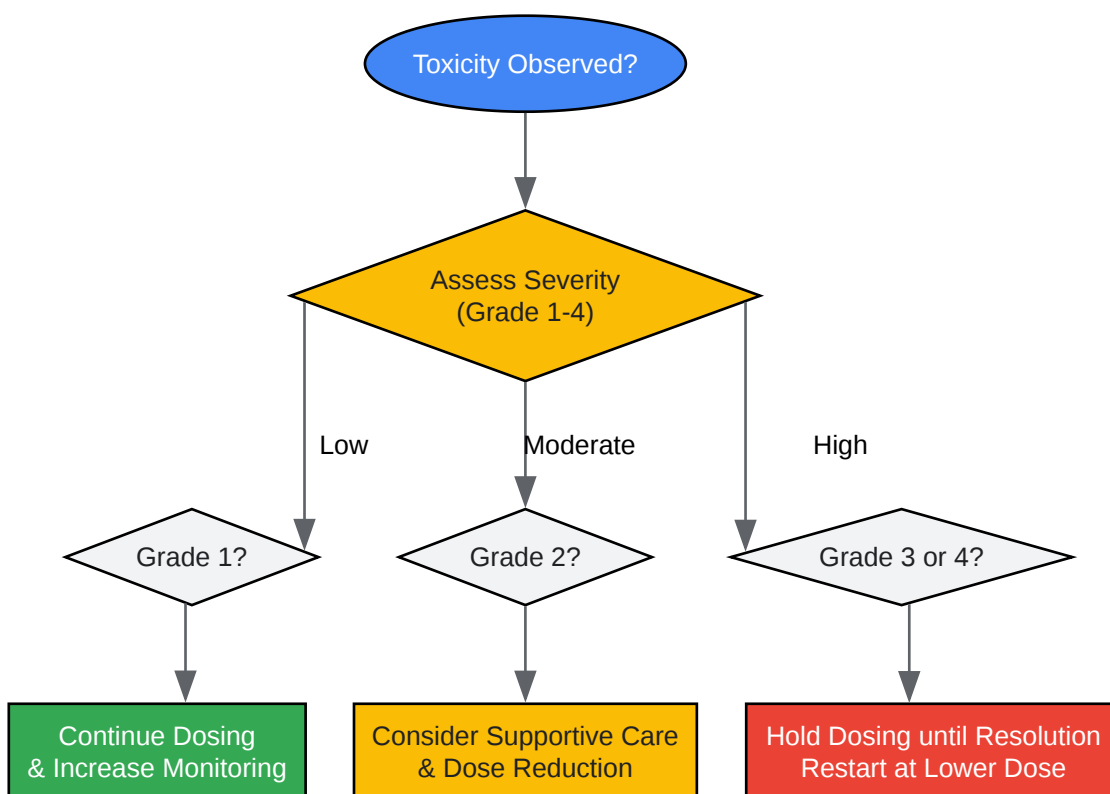 Toxicity Observed?
Assess Severity
(Grade 1-4)
Low
Moderate
High
Grade 1?
Grade 2?
Grade 3 or 4?
Continue Dosing
& Increase Monitoring
Consider Supportive Care
& Dose Reduction
Hold Dosing until Resolution
Restart at Lower Dose